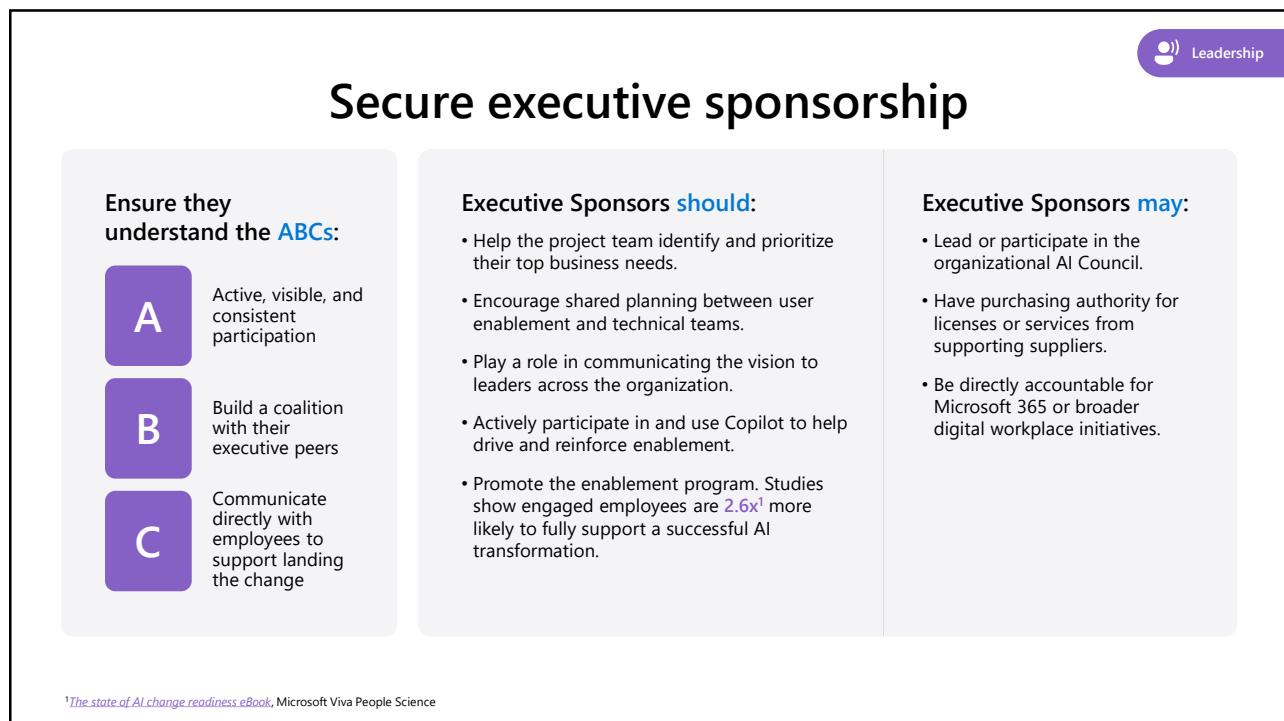 Leadership
Secure executive sponsorship
Ensure they
understand the ABCs:
A
Active, visible, and
consistent
participation
B
Build a coalition
with their
executive peers
C
Communicate
directly with
employees to
support landing
the change
Executive Sponsors should:
• Help the project team identify and prioritize
their top business needs.
• Encourage shared planning between user
enablement and technical teams.
• Play a role in communicating the vision to
leaders across the organization.
• Actively participate in and use Copilot to help
drive and reinforce enablement.
• Promote the enablement program. Studies
show engaged employees are 2.6x¹ more
likely to fully support a successful AI
transformation.
Executive Sponsors may:
• Lead or participate in the
organizational AI Council.
• Have purchasing authority for
licenses or services from
supporting suppliers.
• Be directly accountable for
Microsoft 365 or broader
digital workplace initiatives.
¹The state of AI change readiness eBook, Microsoft Viva People Science